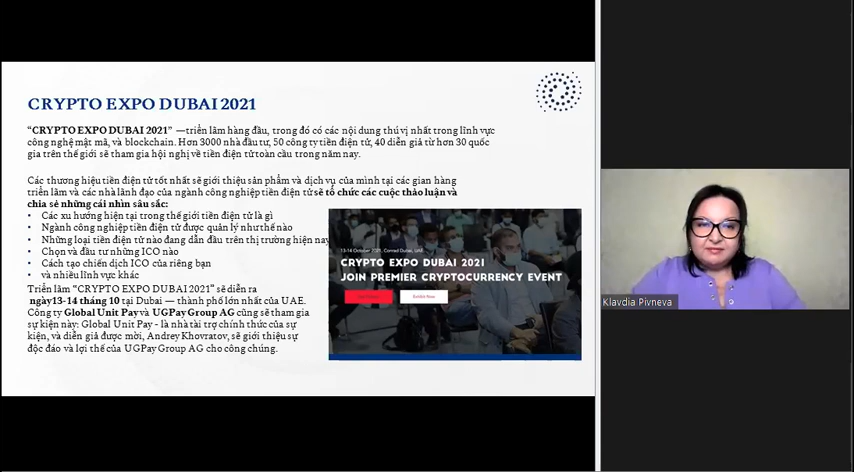 CRYPTO EXPO DUBAI 2021
“CRYPTO EXPO DUBAI 2021” —triển lãm hàng đầu, trong đó có các nội dung thú vị nhất trong lĩnh vực
công nghệ mật mã, và blockchain. Hơn 3000 nhà đầu tư, 50 công ty tiền điện tử, 40 diễn giả từ hơn 30 quốc
gia trên thế giới sẽ tham gia hội nghị về tiền điện tử toàn cầu trong năm nay.
Các thương hiệu tiền điện tử tốt nhất sẽ giới thiệu sản phẩm và dịch vụ của mình tại các gian hàng
triển lãm và các nhà lãnh đạo của ngành công nghiệp tiền điện tử sẽ tổ chức các cuộc thảo luận và
chia sẻ những cái nhìn sâu sắc:
• Các xu hướng hiện tại trong thế giới tiền điện tử là gì
• Ngành công nghiệp tiền điện tử được quản lý như thế nào
• Những loại tiền điện tử nào đang dẫn đầu trên thị trường hiện nay
• Chọn và đầu tư những ICO nào
• Cách tạo chiến dịch ICO của riêng bạn
• và nhiều lĩnh vực khác
Triển lãm “CRYPTO EXPO DUBAI 2021” sẽ diễn ra
ngày13-14 tháng 10 tại Dubai — thành phố lớn nhất của UAE.
Công ty Global Unit Pay và UGPay Group AG cũng sẽ tham gia
sự kiện này: Global Unit Pay - là nhà tài trợ chính thức của sự
kiện, và diễn giả được mời, Andrey Khovratov, sẽ giới thiệu sự
độc đáo và lợi thế của UGPay Group AG cho công chúng.
13-14 October 2021, Conrad Dubai, UAE
CRYPTO EXPO DUBAI 2021
JOIN PREMIER CRYPTOCURRENCY EVENT
Exhibit Now
Klavdia Pivneva